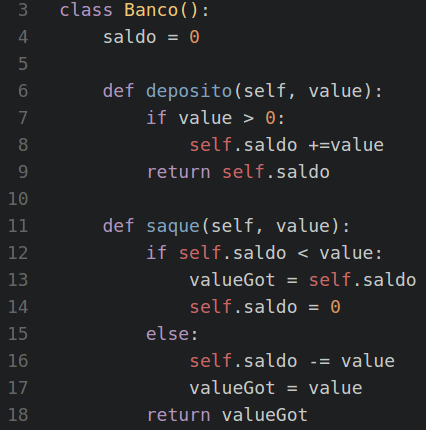 3 class Banco():
4     saldo = 0
5
6     def deposito(self, value):
7         if value > 0:
8             self.saldo +=value
9         return self.saldo
10
11     def saque(self, value):
12         if self.saldo < value:
13             valueGot = self.saldo
14             self.saldo = 0
15         else:
16             self.saldo -= value
17             valueGot = value
18         return valueGot